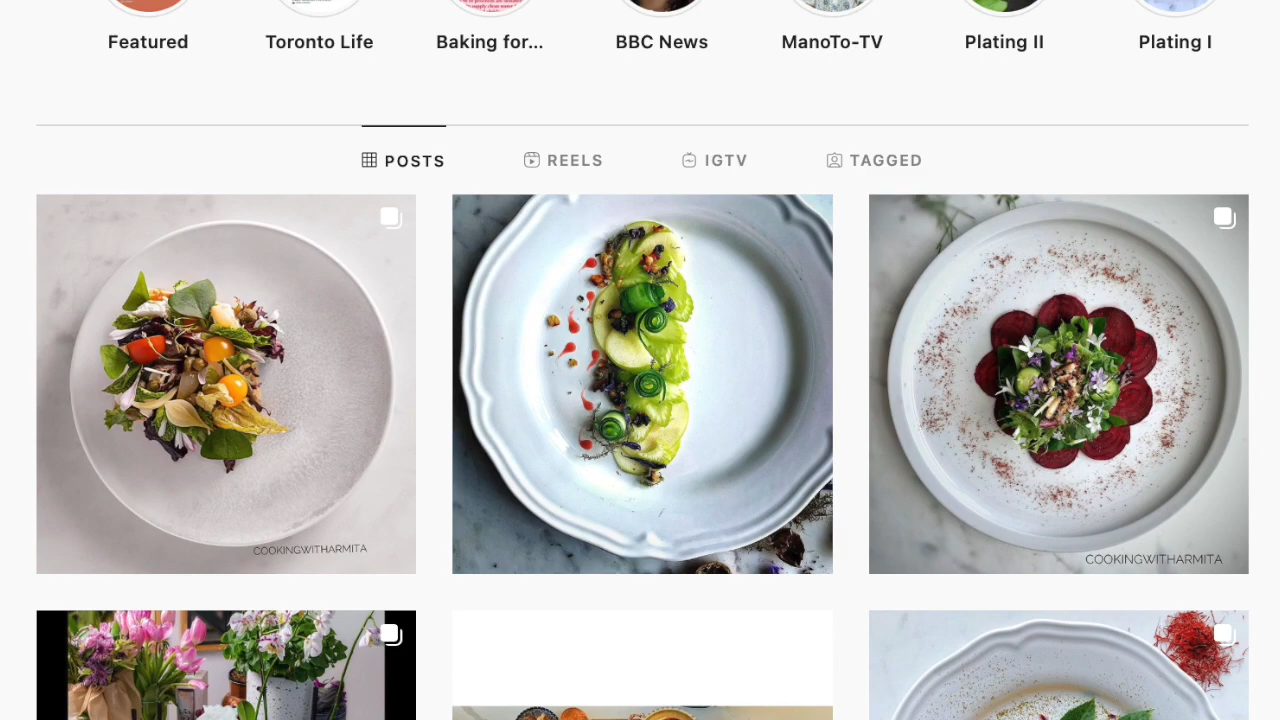 Featured
Toronto Life
Baking for...
BBC News
ManoTo-TV
Plating II
Plating I
POSTS
REELS
IGTV
TAGGED
COOKINGWITHARMITA
COOKINGWITHARMITA